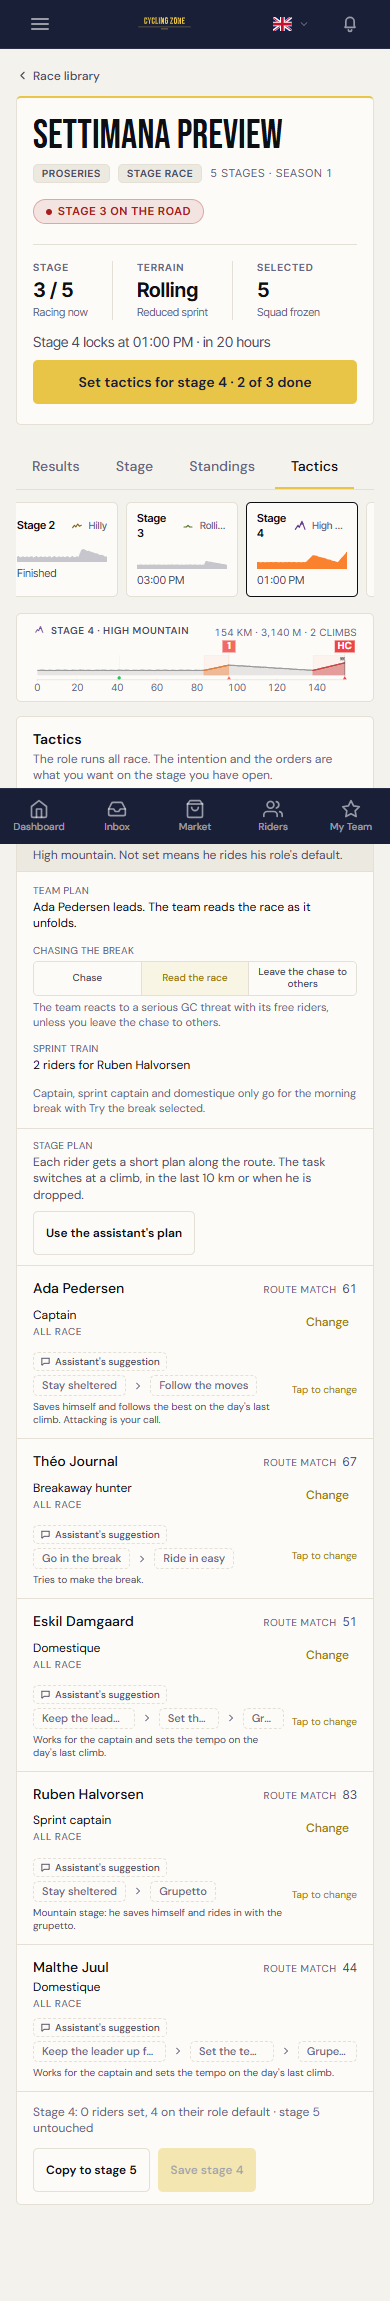 CYCLING ZONE
Race library
SETTIMANA PREVIEW
PROSERIES STAGE RACE 5 STAGES · SEASON 1
STAGE 3 ON THE ROAD
STAGE TERRAIN SELECTED
3 / 5 Rolling 5
Racing now Reduced sprint Squad frozen
Stage 4 locks at 01:00 PM · in 20 hours
Set tactics for stage 4 · 2 of 3 done
Results Stage Standings Tactics
Stage 2 Hilly
Finished
Stage 3 Rolli...
03:00 PM
Stage 4 High ...
01:00 PM
STAGE 4 · HIGH MOUNTAIN 154 KM · 3,140 M · 2 CLIMBS
1 HC
0 20 40 60 80 100 120 140
Tactics
The role runs all race. The intention and the orders are
what you want on the stage you have open.
Dashboard Inbox Market Riders My Team
High mountain. Not set means he rides his role's default.
TEAM PLAN
Ada Pedersen leads. The team reads the race as it
unfolds.
CHASING THE BREAK
Chase Read the race Leave the chase to others
The team reacts to a serious GC threat with its free riders,
unless you leave the chase to others.
SPRINT TRAIN
2 riders for Ruben Halvorsen
Captain, sprint captain and domestique only go for the morning
break with Try the break selected.
STAGE PLAN
Each rider gets a short plan along the route. The task
switches at a climb, in the last 10 km or when he is
dropped.
Use the assistant's plan
Ada Pedersen ROUTE MATCH 61
Captain Change
ALL RACE
Assistant's suggestion
Stay sheltered > Follow the moves Tap to change
Saves himself and follows the best on the day's last
climb. Attacking is your call.
Théo Journal ROUTE MATCH 67
Breakaway hunter Change
ALL RACE
Assistant's suggestion
Go in the break > Ride in easy Tap to change
Tries to make the break.
Eskil Damgaard ROUTE MATCH 51
Domestique Change
ALL RACE
Assistant's suggestion
Keep the lead... > Set th... > Gr... Tap to change
Works for the captain and sets the tempo on the
day's last climb.
Ruben Halvorsen ROUTE MATCH 83
Sprint captain Change
ALL RACE
Assistant's suggestion
Stay sheltered > Grupetto Tap to change
Mountain stage: he saves himself and rides in with the
grupetto.
Malthe Juul ROUTE MATCH 44
Domestique
ALL RACE
Assistant's suggestion
Keep the leader up f... > Set the te... > Grupe...
Works for the captain and sets the tempo on the day's last climb.
Stage 4: 0 riders set, 4 on their role default · stage 5
untouched
Copy to stage 5 Save stage 4